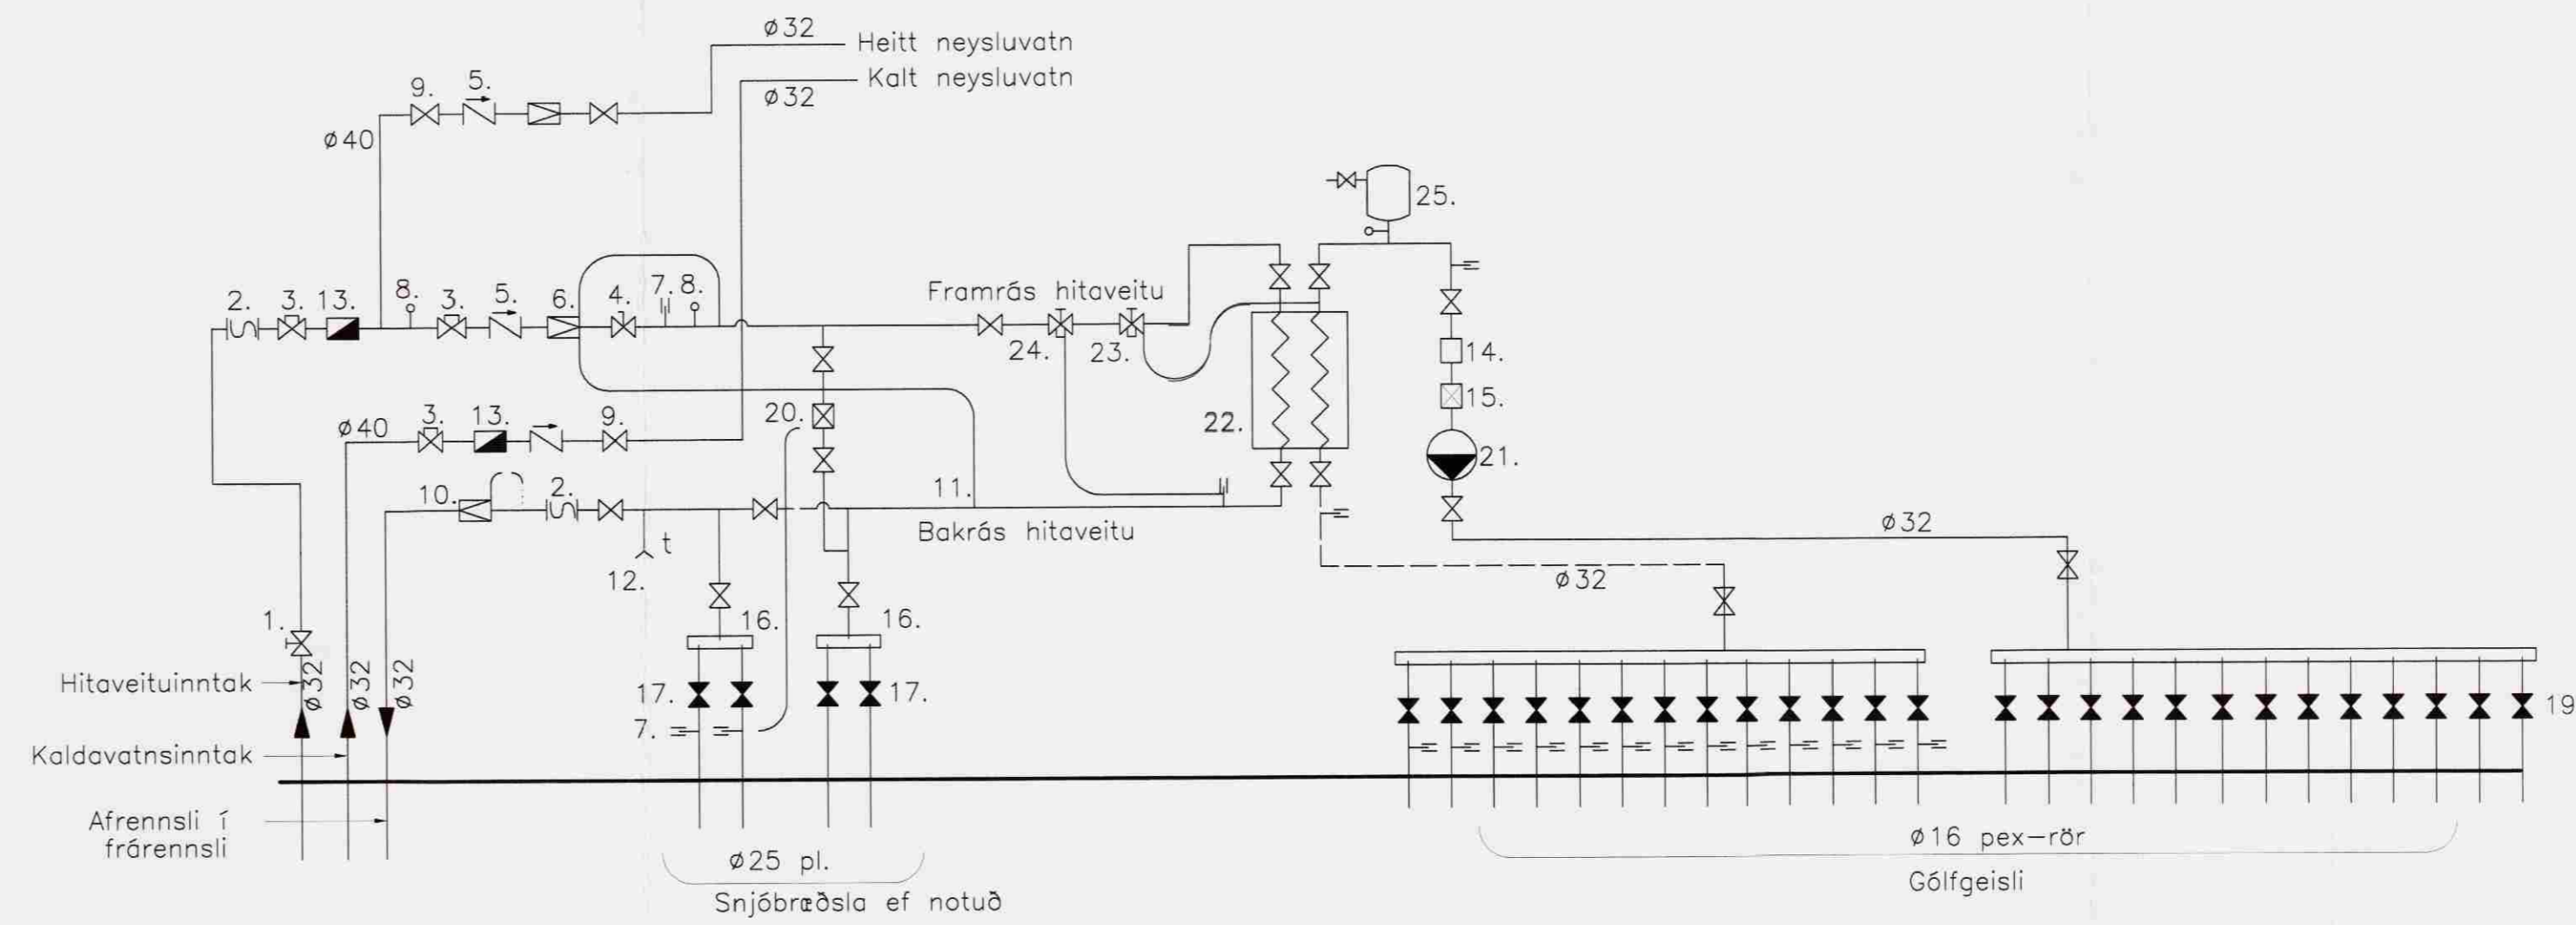 ø32
Heitt neysluvatn
Kalt neysluvatn
ø32
9.
5.
ø40
25.
2.
3.
13.
8.
3.
5.
6.
4.
7.
8.
Framrás hitaveitu
24.
23.
14.
15.
20.
22.
ø40
3.
13.
9.
21.
10.
2.
11.
Bakrás hitaveitu
t
12.
ø32
ø32
1.
16.
16.
Hitaveituinntak
ø32
ø32
ø32
17.
17.
19
7.
Kaldavatnsinntak
Afrennsli í
frárennsli
ø25 pl.
Snjóbræðsla ef notuð
ø16 pex-rör
Gólfgeisli